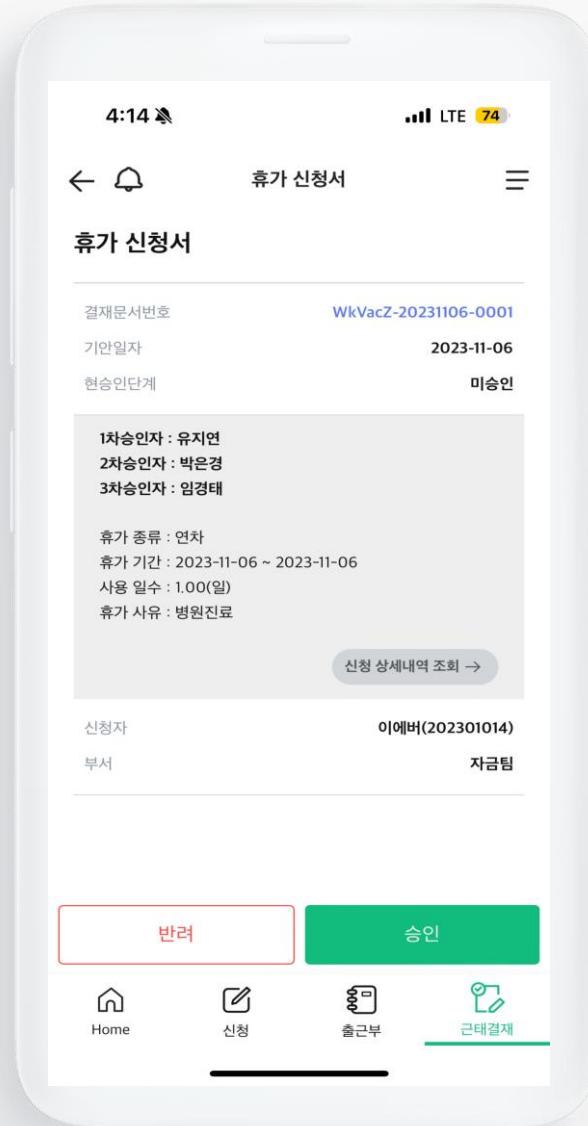 4:14 LTE 74
휴가 신청서
휴가 신청서
결재문서번호 WkVacZ-20231106-0001
기안일자 2023-11-06
현승인단계 미승인
1차승인자 : 유지연
2차승인자 : 박은경
3차승인자 : 임경태
휴가 종류 : 연차
휴가 기간 : 2023-11-06 ~ 2023-11-06
사용 일수 : 1.00(일)
휴가 사유 : 병원진료
신청 상세내역 조회 →
신청자 이에버(202301014)
부서 자금팀
반려 승인
Home 신청 출근부 근태결재